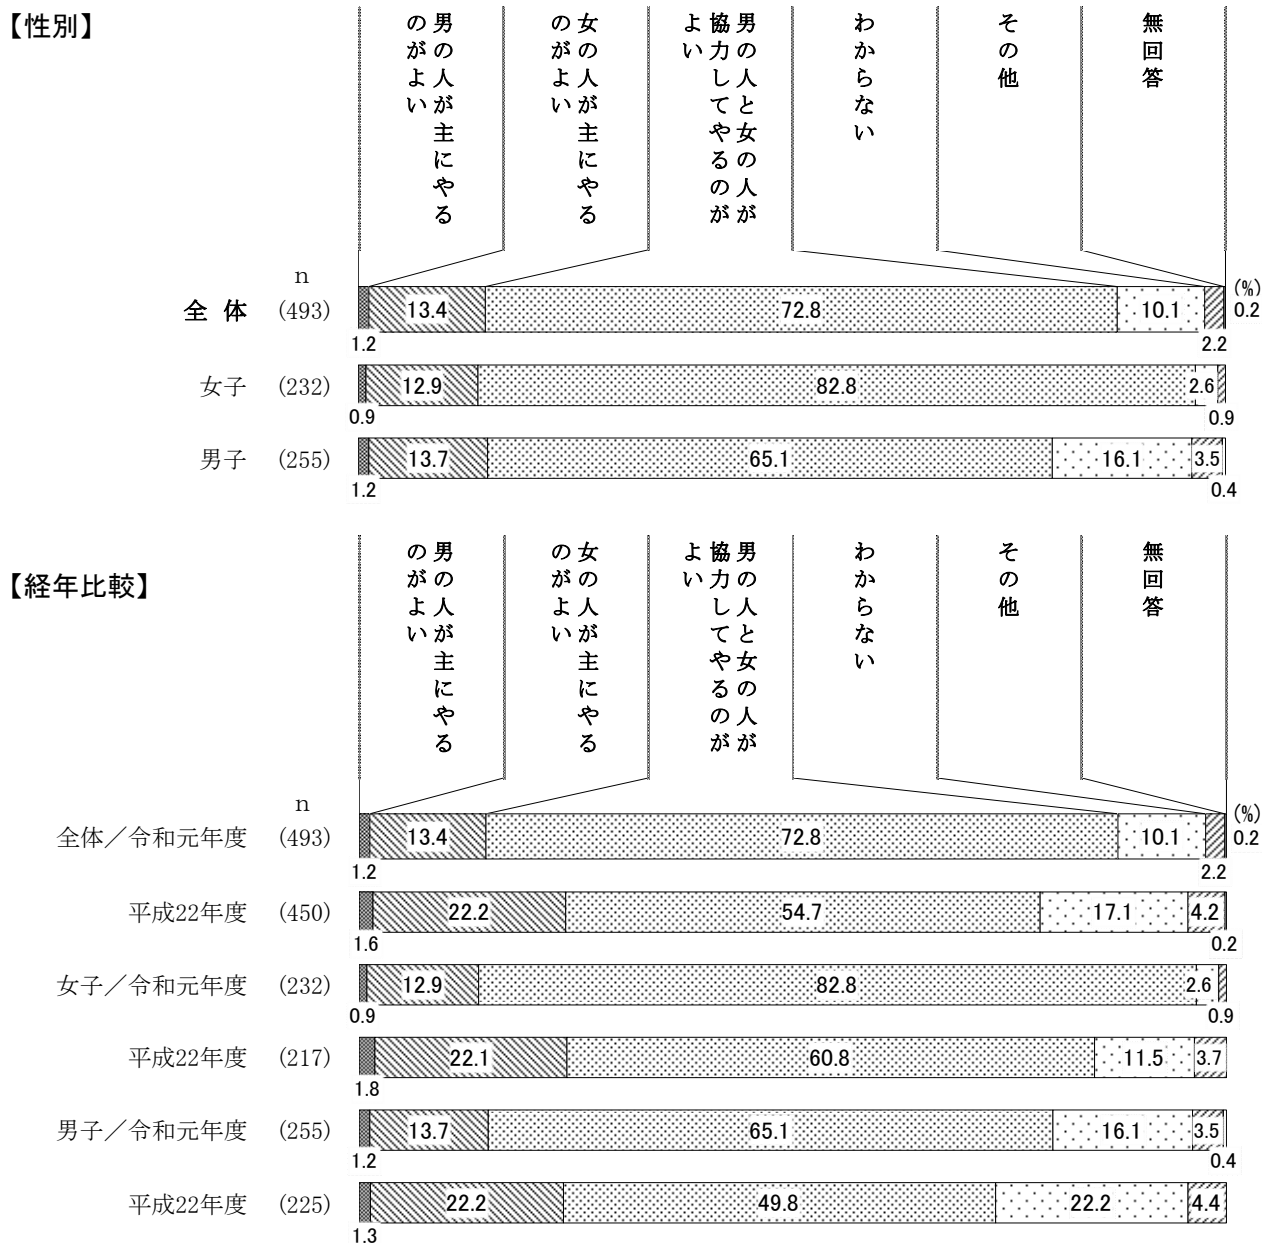 【性別】
男の人が主にやる
のがよい
女の人が主にやる
のがよい
男の人と女の人が
協力してやるのが
よい
わからない
その他
無回答
n
(%)
全 体 (493) 13.4 72.8 10.1 0.2
1.2 2.2
女子 (232) 12.9 82.8 2.6
0.9 0.9
男子 (255) 13.7 65.1 16.1 3.5
1.2 0.4
【経年比較】
男の人が主にやる
のがよい
女の人が主にやる
のがよい
男の人と女の人が
協力してやるのが
よい
わからない
その他
無回答
n
(%)
全体／令和元年度 (493) 13.4 72.8 10.1 0.2
1.2 2.2
平成22年度 (450) 22.2 54.7 17.1 4.2
1.6 0.2
女子／令和元年度 (232) 12.9 82.8 2.6
0.9 0.9
平成22年度 (217) 22.1 60.8 11.5 3.7
1.8
男子／令和元年度 (255) 13.7 65.1 16.1 3.5
1.2 0.4
平成22年度 (225) 22.2 49.8 22.2 4.4
1.3